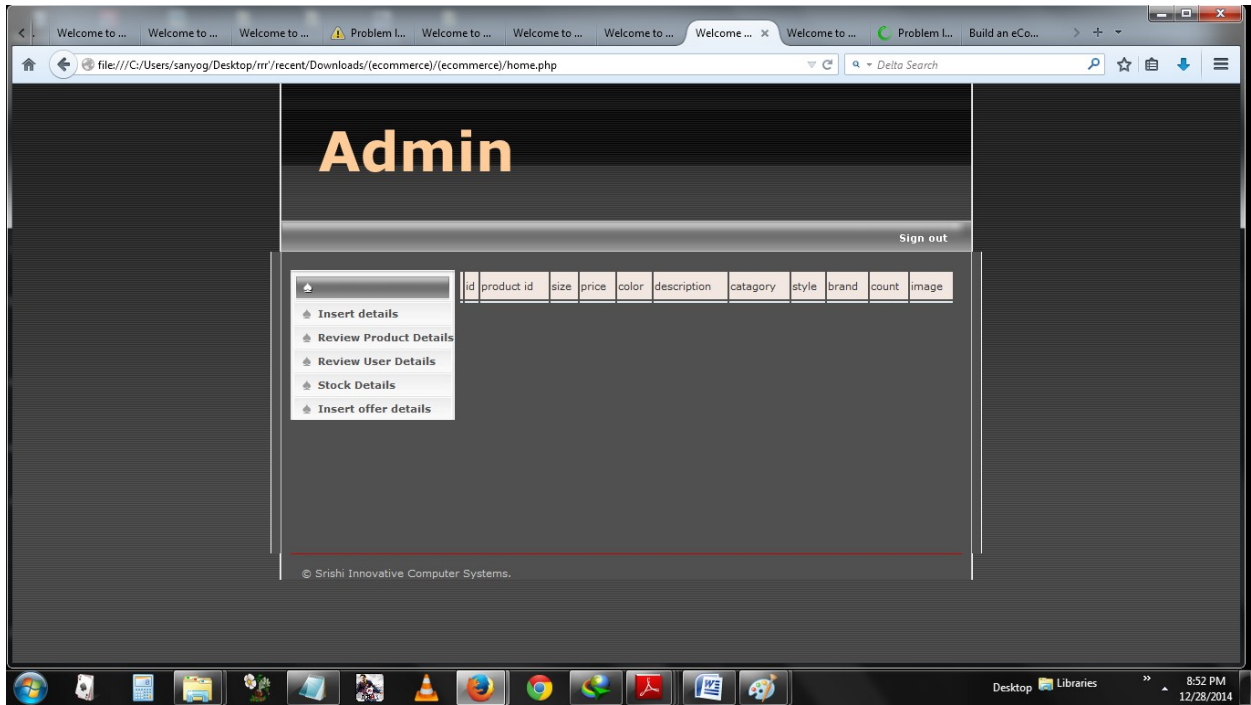 Welcome to ... Welcome to ... Welcome to ... Problem l... Welcome to ... Welcome to ... Welcome to ... Welcome ... × Welcome to ... Problem l... Build an eCo...
file:///C:/Users/sanyog/Desktop/rrr'/recent/Downloads/(ecommerce)/(ecommerce)/home.php Delta Search
Admin
Sign out
id product id size price color description catagory style brand count image
Insert details
Review Product Details
Review User Details
Stock Details
Insert offer details
© Srishi Innovative Computer Systems.
Desktop Libraries » 8:52 PM
12/28/2014